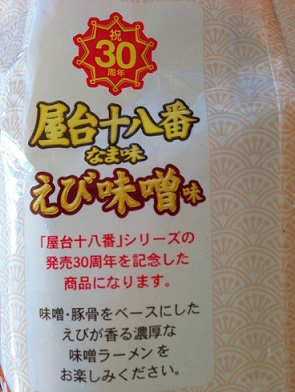 祝
30
周年
屋台十八番
なま味
えび味噌味
「屋台十八番」シリーズの
発売30周年を記念した
商品になります。
味噌・豚骨をベースにした
えびが香る濃厚な
味噌ラーメンを
お楽しみください。